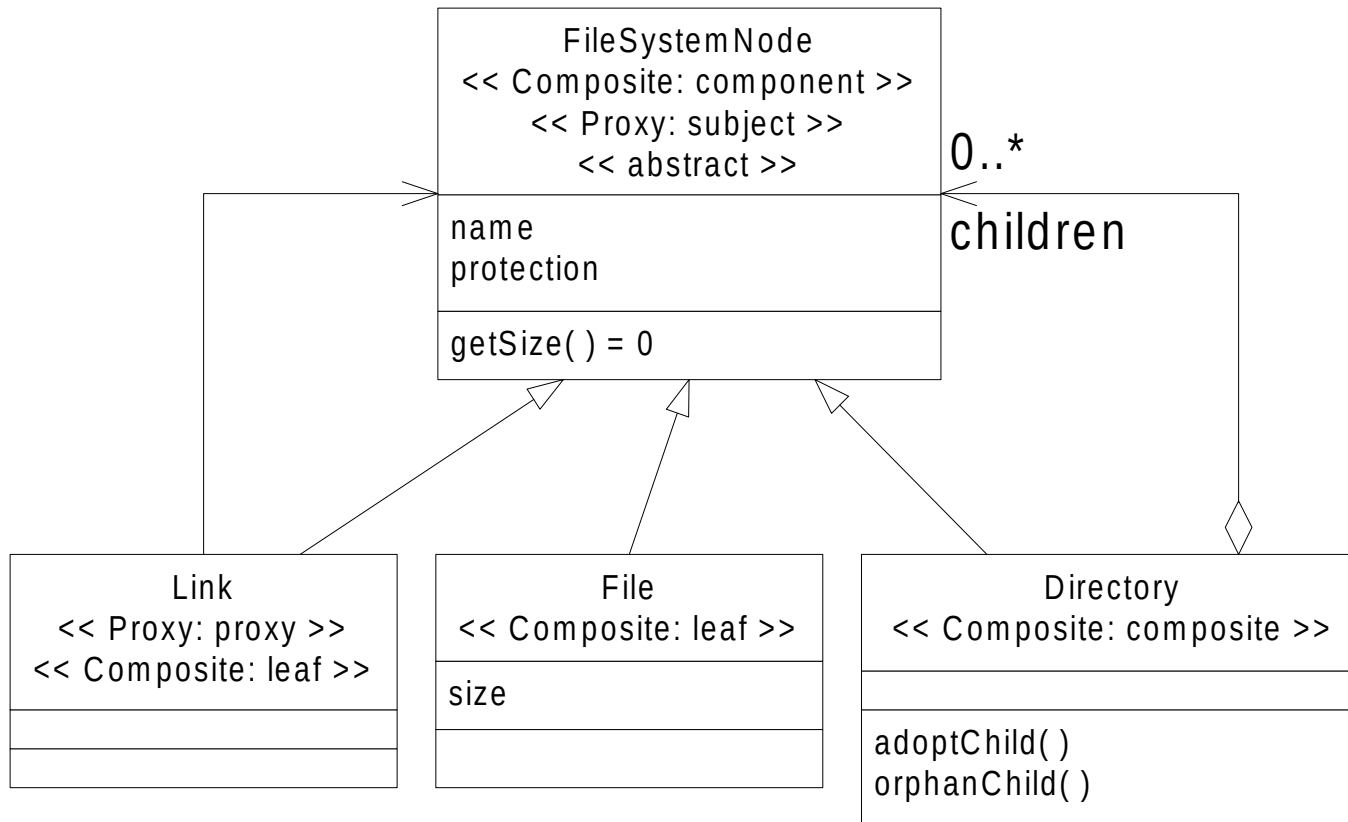 FileSystemNode
<< Composite: component >>
<< Proxy: subject >>
<< abstract >>
name
protection
getSize( ) = 0
0..*
children
Link
<< Proxy: proxy >>
<< Composite: leaf >>
File
<< Composite: leaf >>
size
Directory
<< Composite: composite >>
adoptChild( )
orphanChild( )